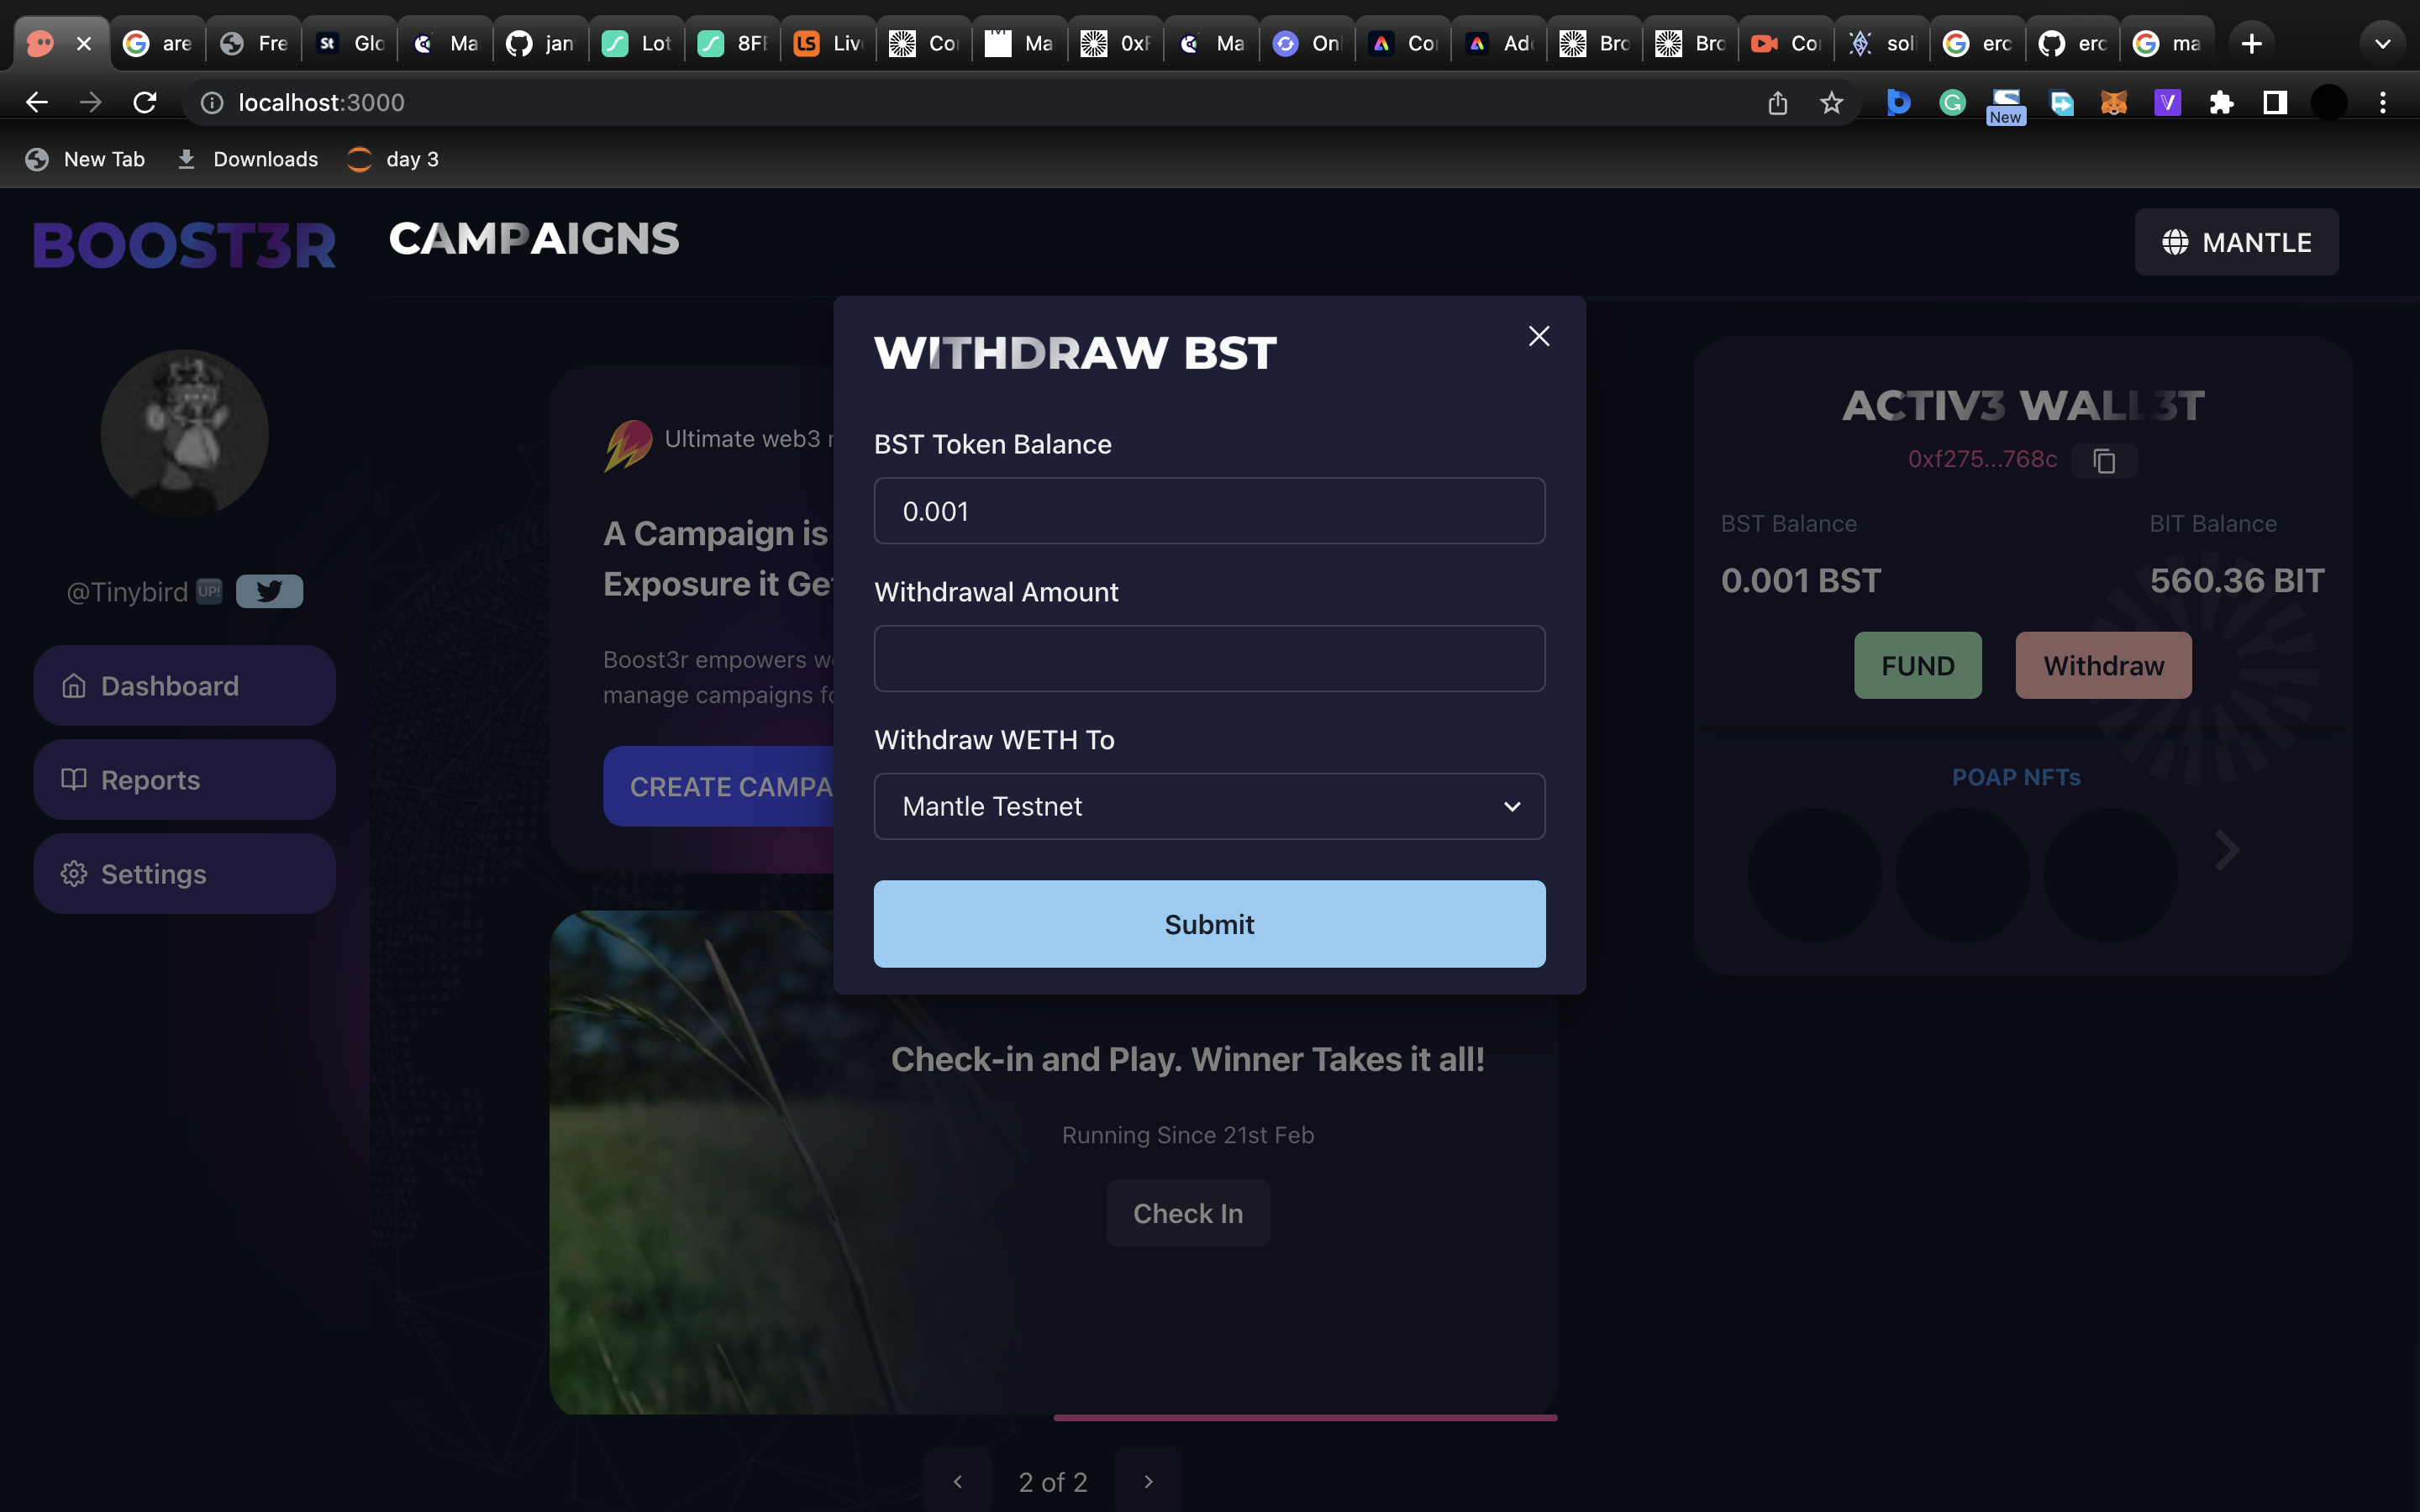 are
Fre
St
Glo
Ma
jan
Lot
8FE
LS
Liv
Co
Ma
0xF
Ma
On
Co
Ad
Bro
Bro
Co
sol
erc
erc
ma
localhost:3000
New
New Tab
Downloads
day 3
BOOST3R
CAMPAIGNS
MANTLE
@Tinybird UP!
Dashboard
Reports
Settings
Ultimate web3
A Campaign is
Exposure it Ge
Boost3r empowers w
manage campaigns fo
CREATE CAMPA
WITHDRAW BST
BST Token Balance
0.001
Withdrawal Amount
Withdraw WETH To
Mantle Testnet
Submit
ACTIV3 WALL3T
0xf275...768c
BST Balance
BIT Balance
0.001 BST
560.36 BIT
FUND
Withdraw
POAP NFTs
Check-in and Play. Winner Takes it all!
Running Since 21st Feb
Check In
2 of 2